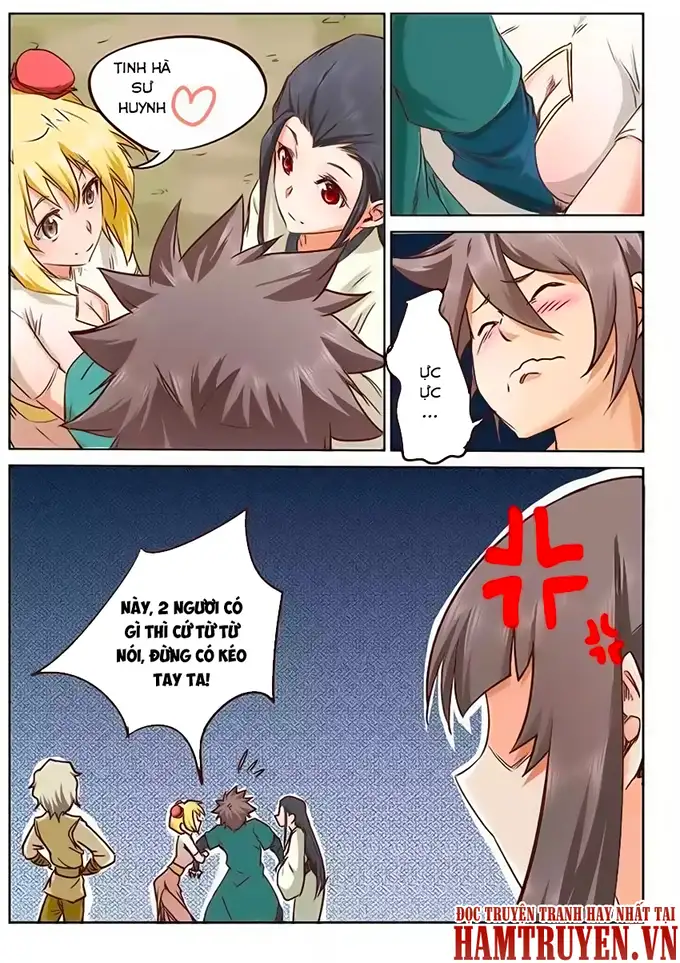 TINH HÀ
SƯ
HUYNH
ỰC
ỰC
...
NÀY, 2 NGƯƠI CÓ
GÌ THÌ CỨ TỪ TỪ
NÓI, ĐỪNG CÓ KÉO
TAY TA!
ĐỌC TRUYỆN TRANH HAY NHẤT TẠI
HAMTRUYEN.VN